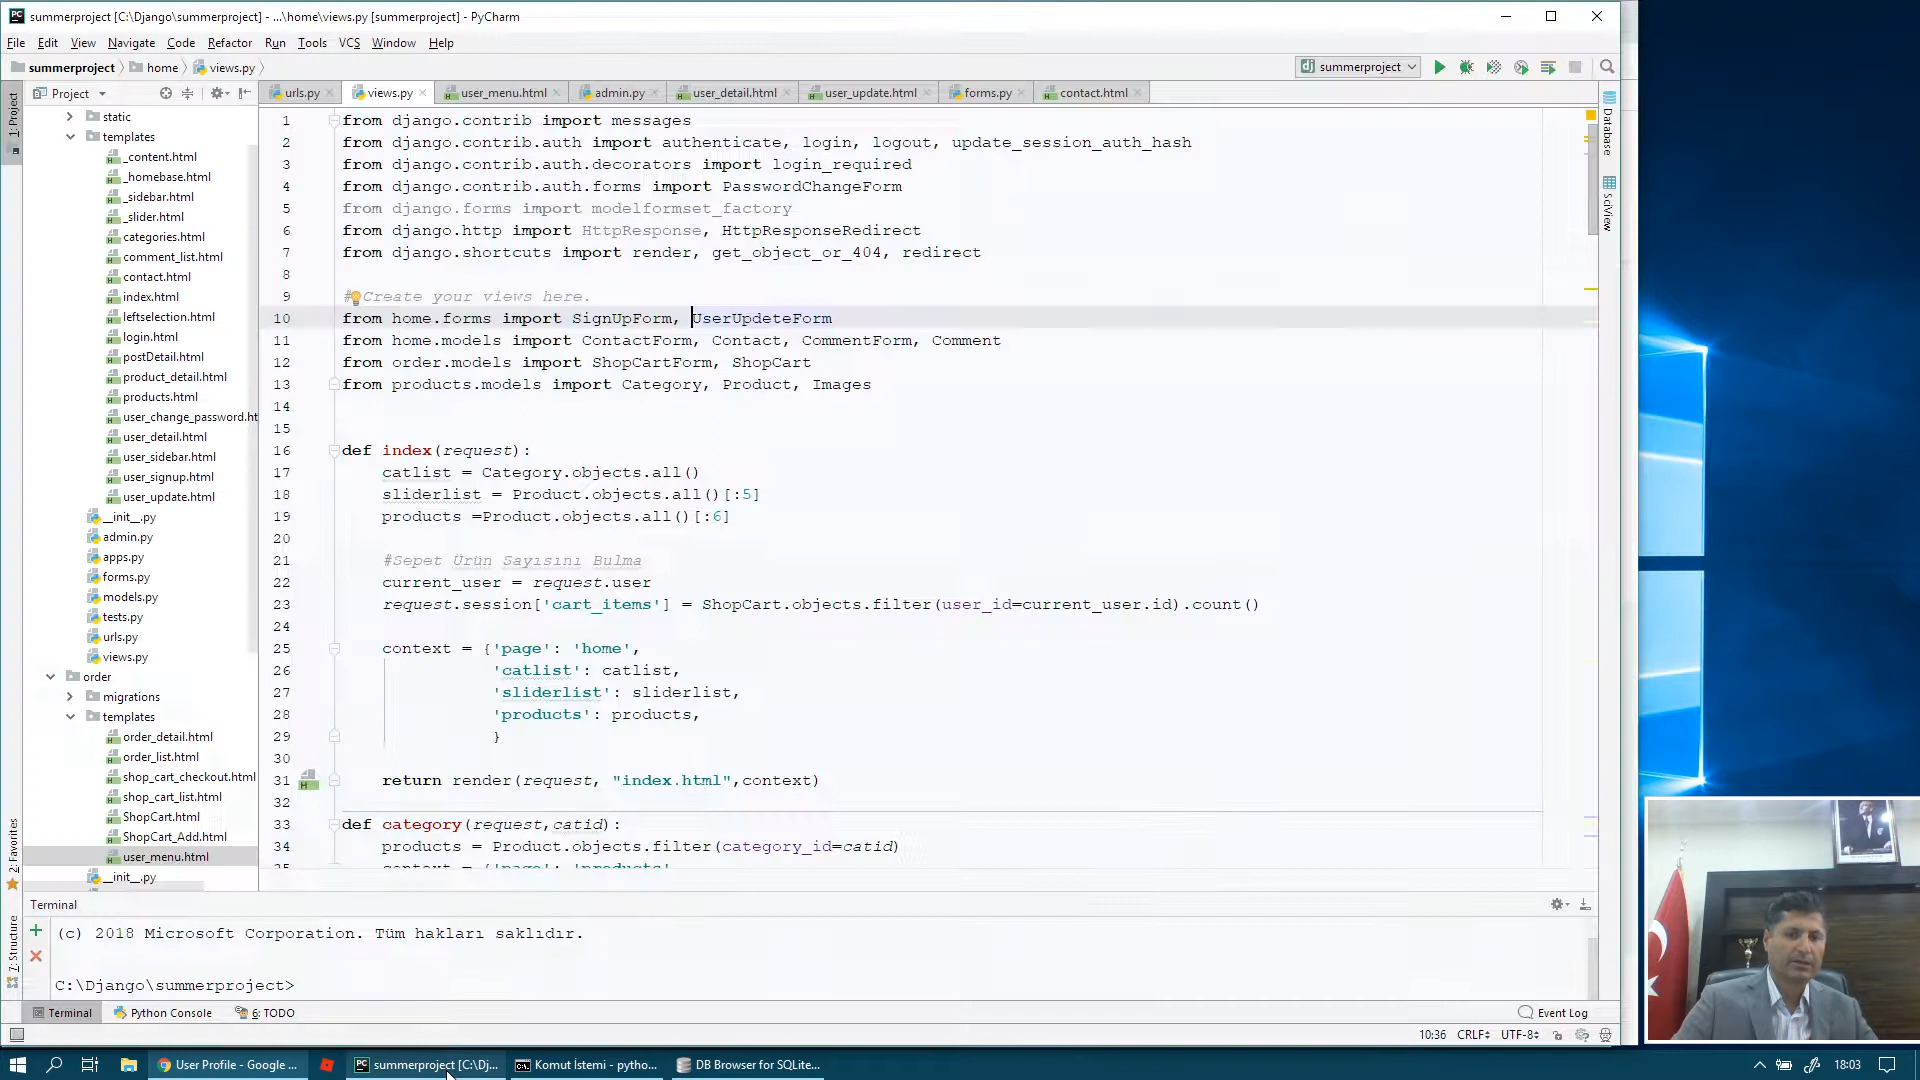 summerproject [C:\Django\summerproject] - ...\home\views.py [summerproject] - PyCharm
File Edit View Navigate Code Refactor Run Tools VCS Window Help
summerproject home views.py summerproject
Project urls.py views.py user_menu.html admin.py user_detail.html user_update.html forms.py contact.html
1: Project
2: Favorites
7: Structure
Database
SciView
static
templates
_content.html
_homebase.html
_sidebar.html
_slider.html
categories.html
comment_list.html
contact.html
index.html
leftselection.html
login.html
postDetail.html
product_detail.html
products.html
user_change_password.ht
user_detail.html
user_sidebar.html
user_signup.html
user_update.html
__init__.py
admin.py
apps.py
forms.py
models.py
tests.py
urls.py
views.py
order
migrations
templates
order_detail.html
order_list.html
shop_cart_checkout.html
shop_cart_list.html
ShopCart.html
ShopCart_Add.html
user_menu.html
__init__.py
1 from django.contrib import messages
2 from django.contrib.auth import authenticate, login, logout, update_session_auth_hash
3 from django.contrib.auth.decorators import login_required
4 from django.contrib.auth.forms import PasswordChangeForm
5 from django.forms import modelformset_factory
6 from django.http import HttpResponse, HttpResponseRedirect
7 from django.shortcuts import render, get_object_or_404, redirect
8
9 # Create your views here.
10 from home.forms import SignUpForm, UserUpdeteForm
11 from home.models import ContactForm, Contact, CommentForm, Comment
12 from order.models import ShopCartForm, ShopCart
13 from products.models import Category, Product, Images
14
15
16 def index(request):
17 catlist = Category.objects.all()
18 sliderlist = Product.objects.all()[:5]
19 products =Product.objects.all()[:6]
20
21 #Sepet Ürün Sayısını Bulma
22 current_user = request.user
23 request.session['cart_items'] = ShopCart.objects.filter(user_id=current_user.id).count()
24
25 context = {'page': 'home',
26 'catlist': catlist,
27 'sliderlist': sliderlist,
28 'products': products,
29 }
30
31 return render(request, "index.html",context)
32
33 def category(request,catid):
34 products = Product.objects.filter(category_id=catid)
35 context = {'page': 'products',
Terminal
(c) 2018 Microsoft Corporation. Tüm hakları saklıdır.
C:\Django\summerproject>
Terminal Python Console 6: TODO Event Log
10:36 CRLF UTF-8
User Profile - Google ... summerproject [C:\Dj... Komut İstemi - pytho... DB Browser for SQLite... 18:03